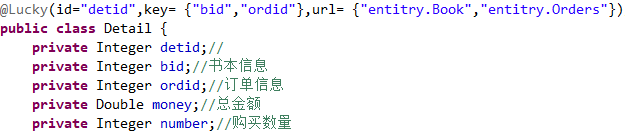 @Lucky(id="detid",key= {"bid","ordid"},url= {"entitry.Book","entitry.Orders"})
public class Detail {
private Integer detid;//
private Integer bid;//书本信息
private Integer ordid;//订单信息
private Double money;//总金额
private Integer number;//购买数量